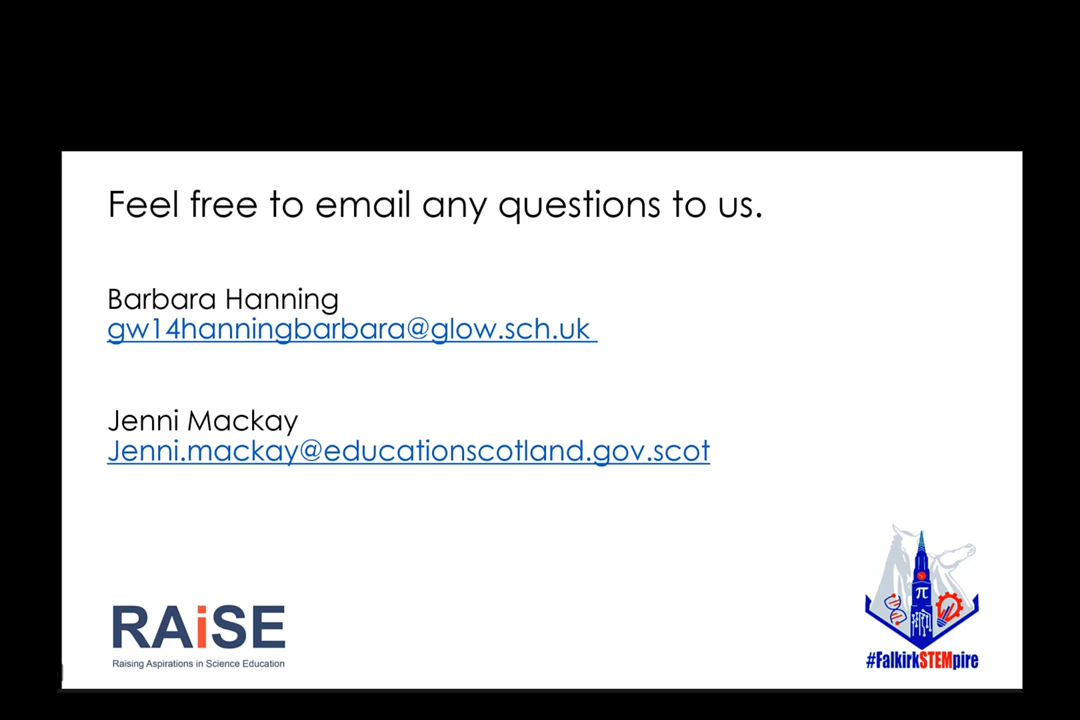 Feel free to email any questions to us.
Barbara Hanning
gw14hanningbarbara@glow.sch.uk
Jenni Mackay
Jenni.mackay@educationscotland.gov.scot
RAiSE
Raising Aspirations in Science Education
π
#FalkirkSTEMpire